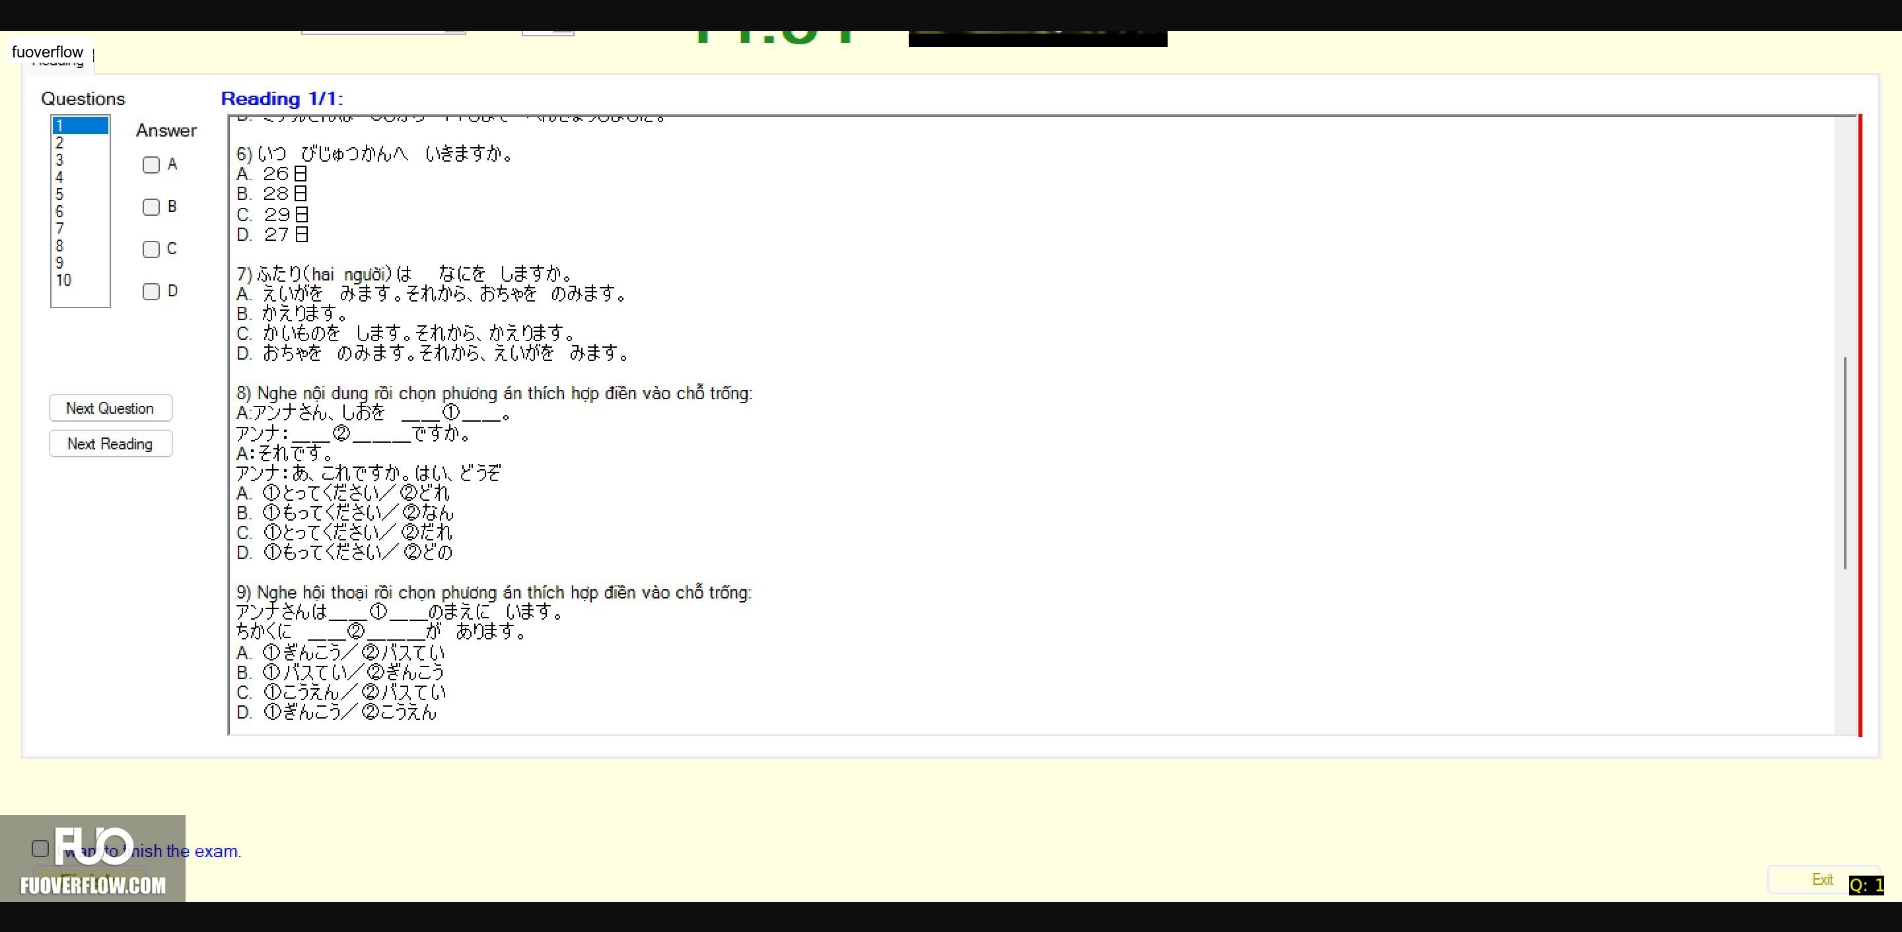 fuoverflow
Reading
Questions
Reading 1/1:
1
2
3
4
5
6
7
8
9
10
Answer
A
B
C
D
Next Question
Next Reading
6) いつ　びじゅつかんへ　いきますか。
A. 26日
B. 28日
C. 29日
D. 27日
7) ふたり(hai người)は　なにを　しますか。
A. えいがを　みます。それから、おちゃを　のみます。
B. かえります。
C. かいものを　します。それから、かえります。
D. おちゃを　のみます。それから、えいがを　みます。
8) Nghe nội dung rồi chọn phương án thích hợp điền vào chỗ trống:
A:アンナさん、しおを　____①____。
アンナ：____②______ですか。
A：それです。
アンナ：あ、これですか。はい、どうぞ
A. ①とってください／②どれ
B. ①もってください／②なん
C. ①とってください／②だれ
D. ①もってください／②どの
9) Nghe hội thoại rồi chọn phương án thích hợp điền vào chỗ trống:
アンナさんは____①____のまえに　います。
ちかくに　____②______が　あります。
A. ①ぎんこう／②バスてい
B. ①バスてい／②ぎんこう
C. ①こうえん／②バスてい
D. ①ぎんこう／②こうえん
I want to finish the exam.
FUO
FUOVERFLOW.COM
Exit
Q: 1